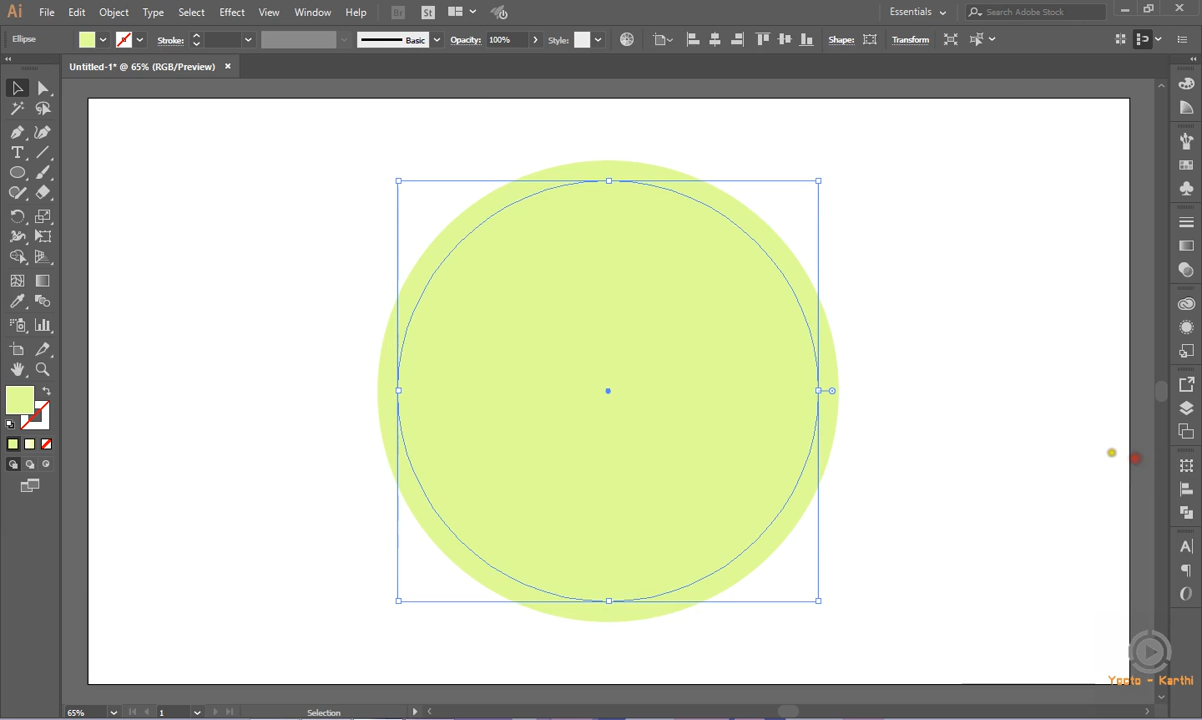 Ai File Edit Object Type Select Effect View Window Help Br St Essentials Search Adobe Stock
Ellipse Stroke: Basic Opacity: 100% Style: Shape: Transform
Untitled-1* @ 65% (RGB/Preview)
65% 1 Selection
Yooto - Karthi